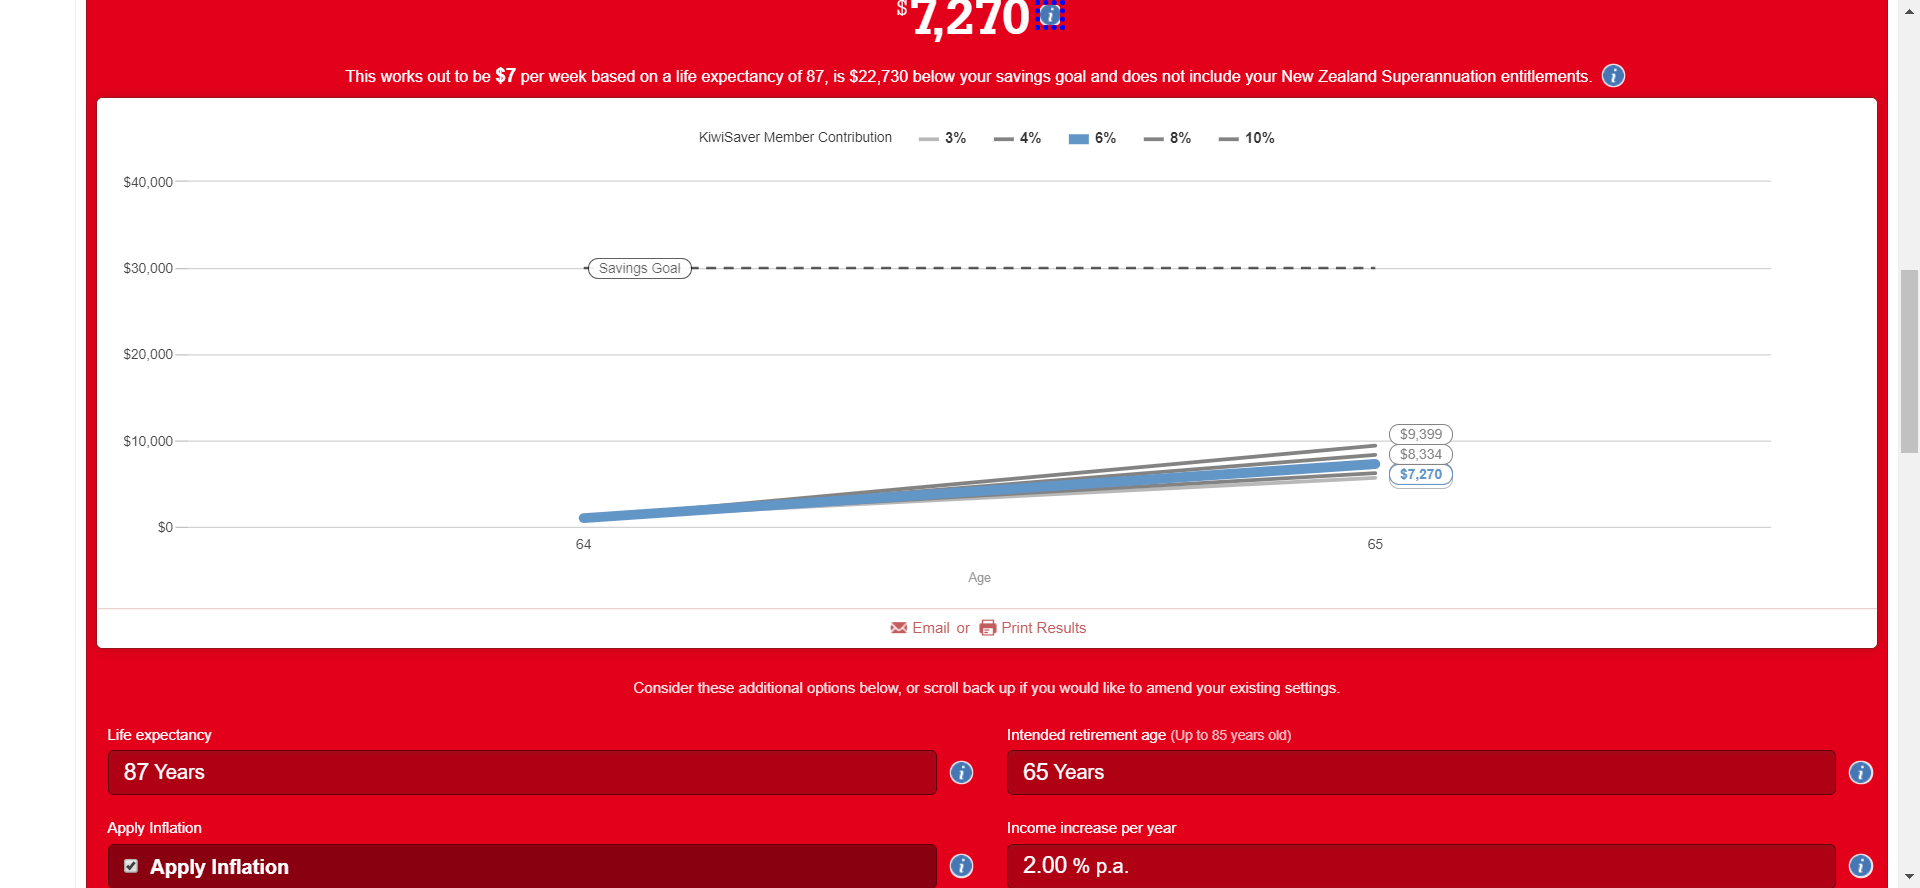 $7,270
This works out to be $7 per week based on a life expectancy of 87, is $22,730 below your savings goal and does not include your New Zealand Superannuation entitlements.
KiwiSaver Member Contribution 3% 4% 6% 8% 10%
$40,000
$30,000
Savings Goal
$20,000
$10,000
$9,399
$8,334
$7,270
$0
64 65
Age
Email or Print Results
Consider these additional options below, or scroll back up if you would like to amend your existing settings.
Life expectancy
87 Years
Intended retirement age (Up to 85 years old)
65 Years
Apply Inflation
Apply Inflation
Income increase per year
2.00 % p.a.